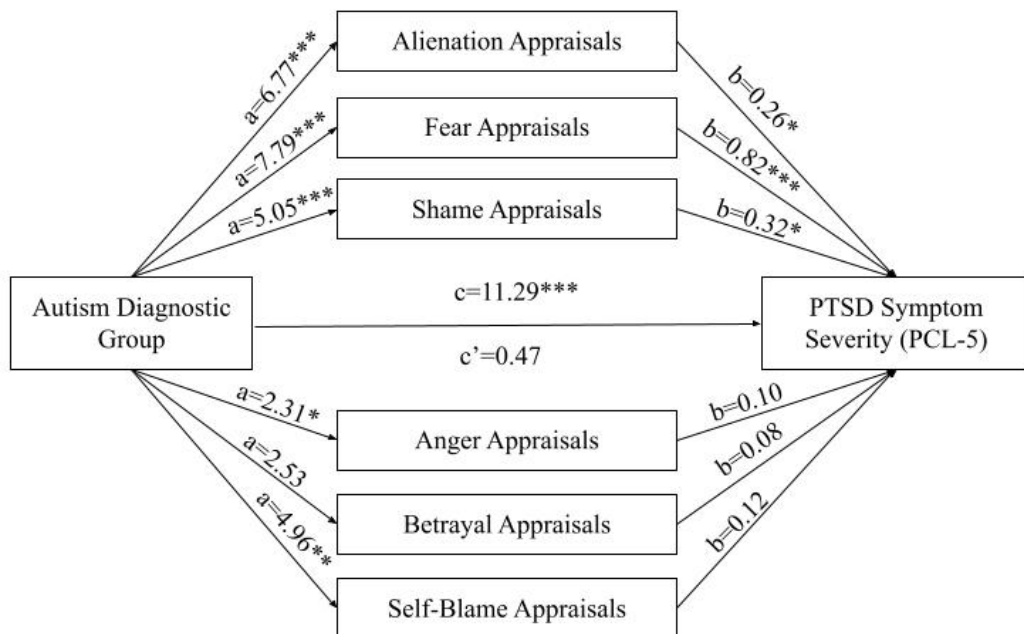 Alienation Appraisals
a=6.77***
b=0.26*
Fear Appraisals
a=7.79***
b=0.82***
Shame Appraisals
a=5.05***
b=0.32*
Autism Diagnostic
Group
c=11.29***
c’=0.47
PTSD Symptom
Severity (PCL-5)
a=2.31*
Anger Appraisals
b=0.10
a=2.53
Betrayal Appraisals
b=0.08
a=4.96**
Self-Blame Appraisals
b=0.12